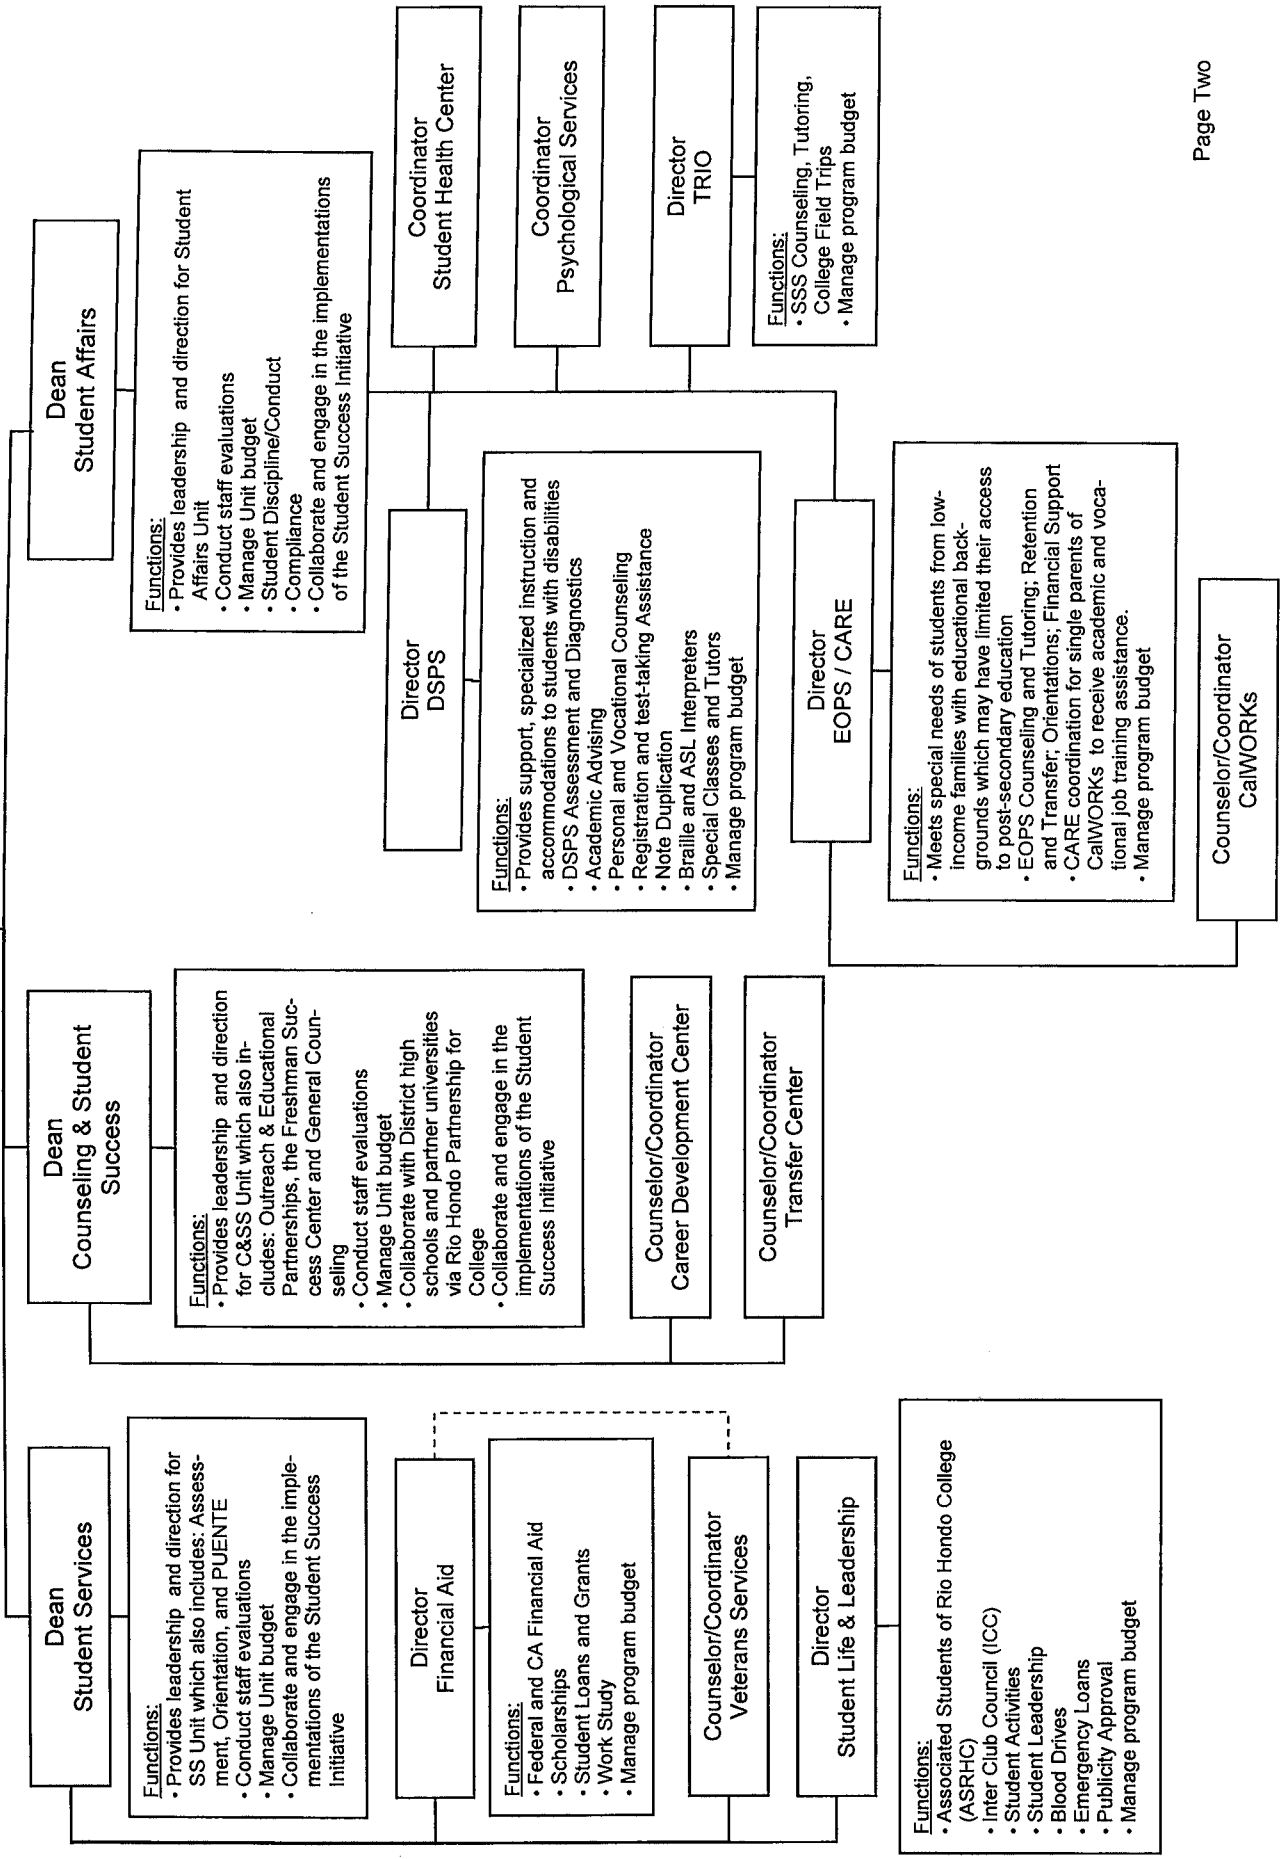 Dean
Student Services
Functions:
• Provides leadership and direction for
SS Unit which also includes: Assess-
ment, Orientation, and PUENTE
• Conduct staff evaluations
• Manage Unit budget
• Collaborate and engage in the imple-
mentations of the Student Success
Initiative
Director
Financial Aid
Functions:
• Federal and CA Financial Aid
• Scholarships
• Student Loans and Grants
• Work Study
• Manage program budget
Counselor/Coordinator
Veterans Services
Director
Student Life & Leadership
Functions:
• Associated Students of Rio Hondo College
(ASRHC)
• Inter Club Council (ICC)
• Student Activities
• Student Leadership
• Blood Drives
• Emergency Loans
• Publicity Approval
• Manage program budget
Dean
Counseling & Student
Success
Functions:
• Provides leadership and direction
for C&SS Unit which also in-
cludes: Outreach & Educational
Partnerships, the Freshman Suc-
cess Center and General Coun-
seling
• Conduct staff evaluations
• Manage Unit budget
• Collaborate with District high
schools and partner universities
via Rio Hondo Partnership for
College
• Collaborate and engage in the
implementations of the Student
Success Initiative
Counselor/Coordinator
Career Development Center
Counselor/Coordinator
Transfer Center
Dean
Student Affairs
Functions:
• Provides leadership and direction for Student
Affairs Unit
• Conduct staff evaluations
• Manage Unit budget
• Student Discipline/Conduct
• Compliance
• Collaborate and engage in the implementations
of the Student Success Initiative
Director
DSPS
Functions:
• Provides support, specialized instruction and
accommodations to students with disabilities
• DSPS Assessment and Diagnostics
• Academic Advising
• Personal and Vocational Counseling
• Registration and test-taking Assistance
• Note Duplication
• Braille and ASL Interpreters
• Special Classes and Tutors
• Manage program budget
Director
EOPS / CARE
Functions:
• Meets special needs of students from low-
income families with educational back-
grounds which may have limited their access
to post-secondary education
• EOPS Counseling and Tutoring; Retention
and Transfer; Orientations; Financial Support
• CARE coordination for single parents of
CalWORKs to receive academic and voca-
tional job training assistance.
• Manage program budget
Counselor/Coordinator
CalWORKs
Coordinator
Student Health Center
Coordinator
Psychological Services
Director
TRIO
Functions:
• SSS Counseling, Tutoring,
College Field Trips
• Manage program budget
Page Two